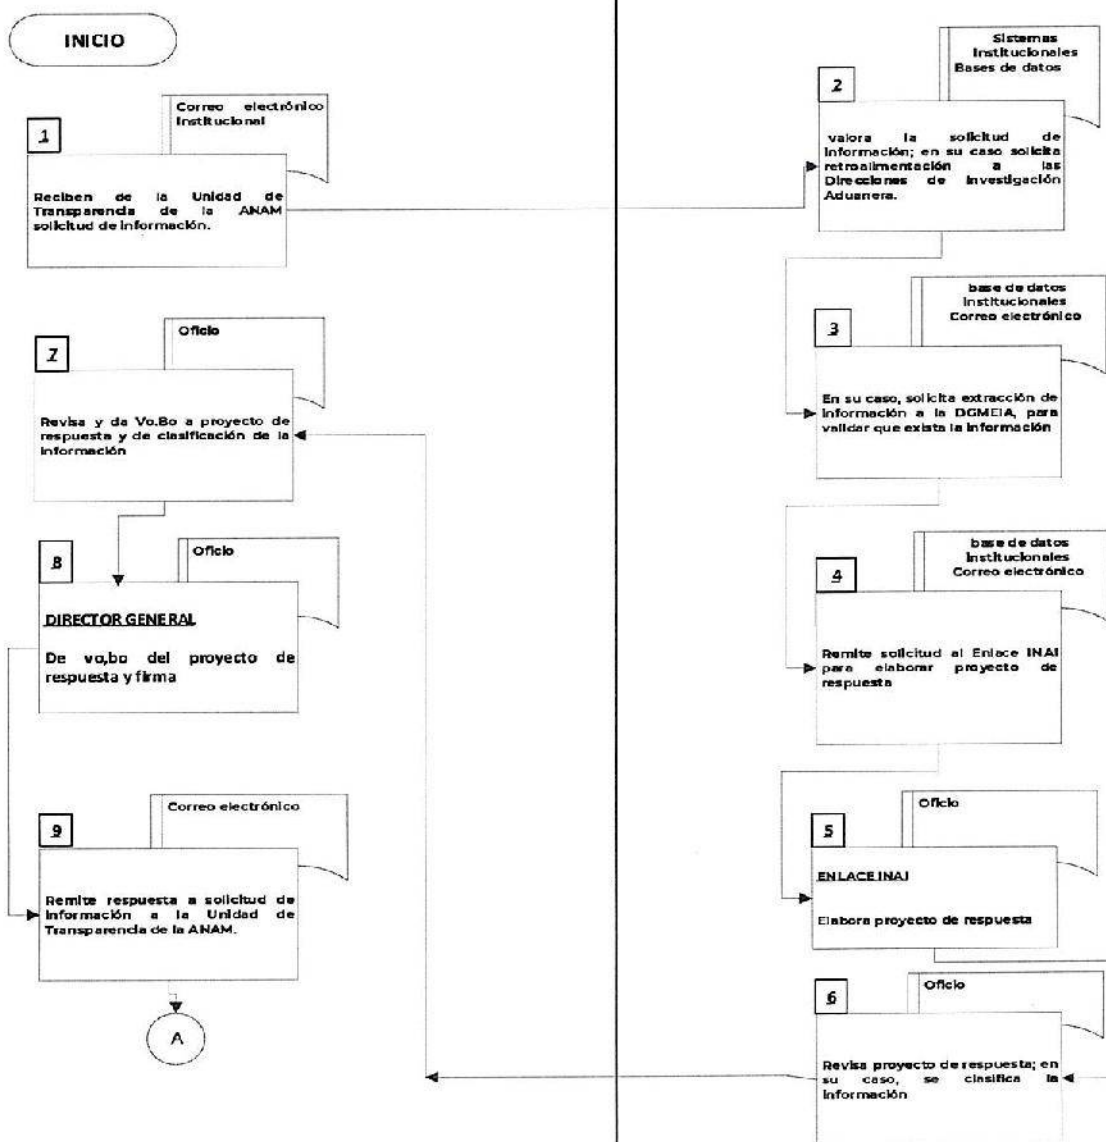 INICIO
1
Correo electrónico
Institucional
Reciben de la Unidad de
Transparencia de la ANAM
solicitud de información.
2
Sistemas
Institucionales
Bases de datos
valora la solicitud de
información; en su caso solicita
retroalimentación a las
Direcciones de Investigación
Aduanera.
3
base de datos
Institucionales
Correo electrónico
En su caso, solicita extracción de
información a la DGMEIA, para
validar que exista la información
4
base de datos
Institucionales
Correo electrónico
Remite solicitud al Enlace INAI
para elaborar proyecto de
respuesta
5
Oficio
ENLACE INAI
Elabora proyecto de respuesta
6
Oficio
Revisa proyecto de respuesta; en
su caso, se clasifica la
información
7
Oficio
Revisa y da Vo.Bo a proyecto de
respuesta y de clasificación de la
información
8
Oficio
DIRECTOR GENERAL
De vo,bo del proyecto de
respuesta y firma
9
Correo electrónico
Remite respuesta a solicitud de
información a la Unidad de
Transparencia de la ANAM.
A